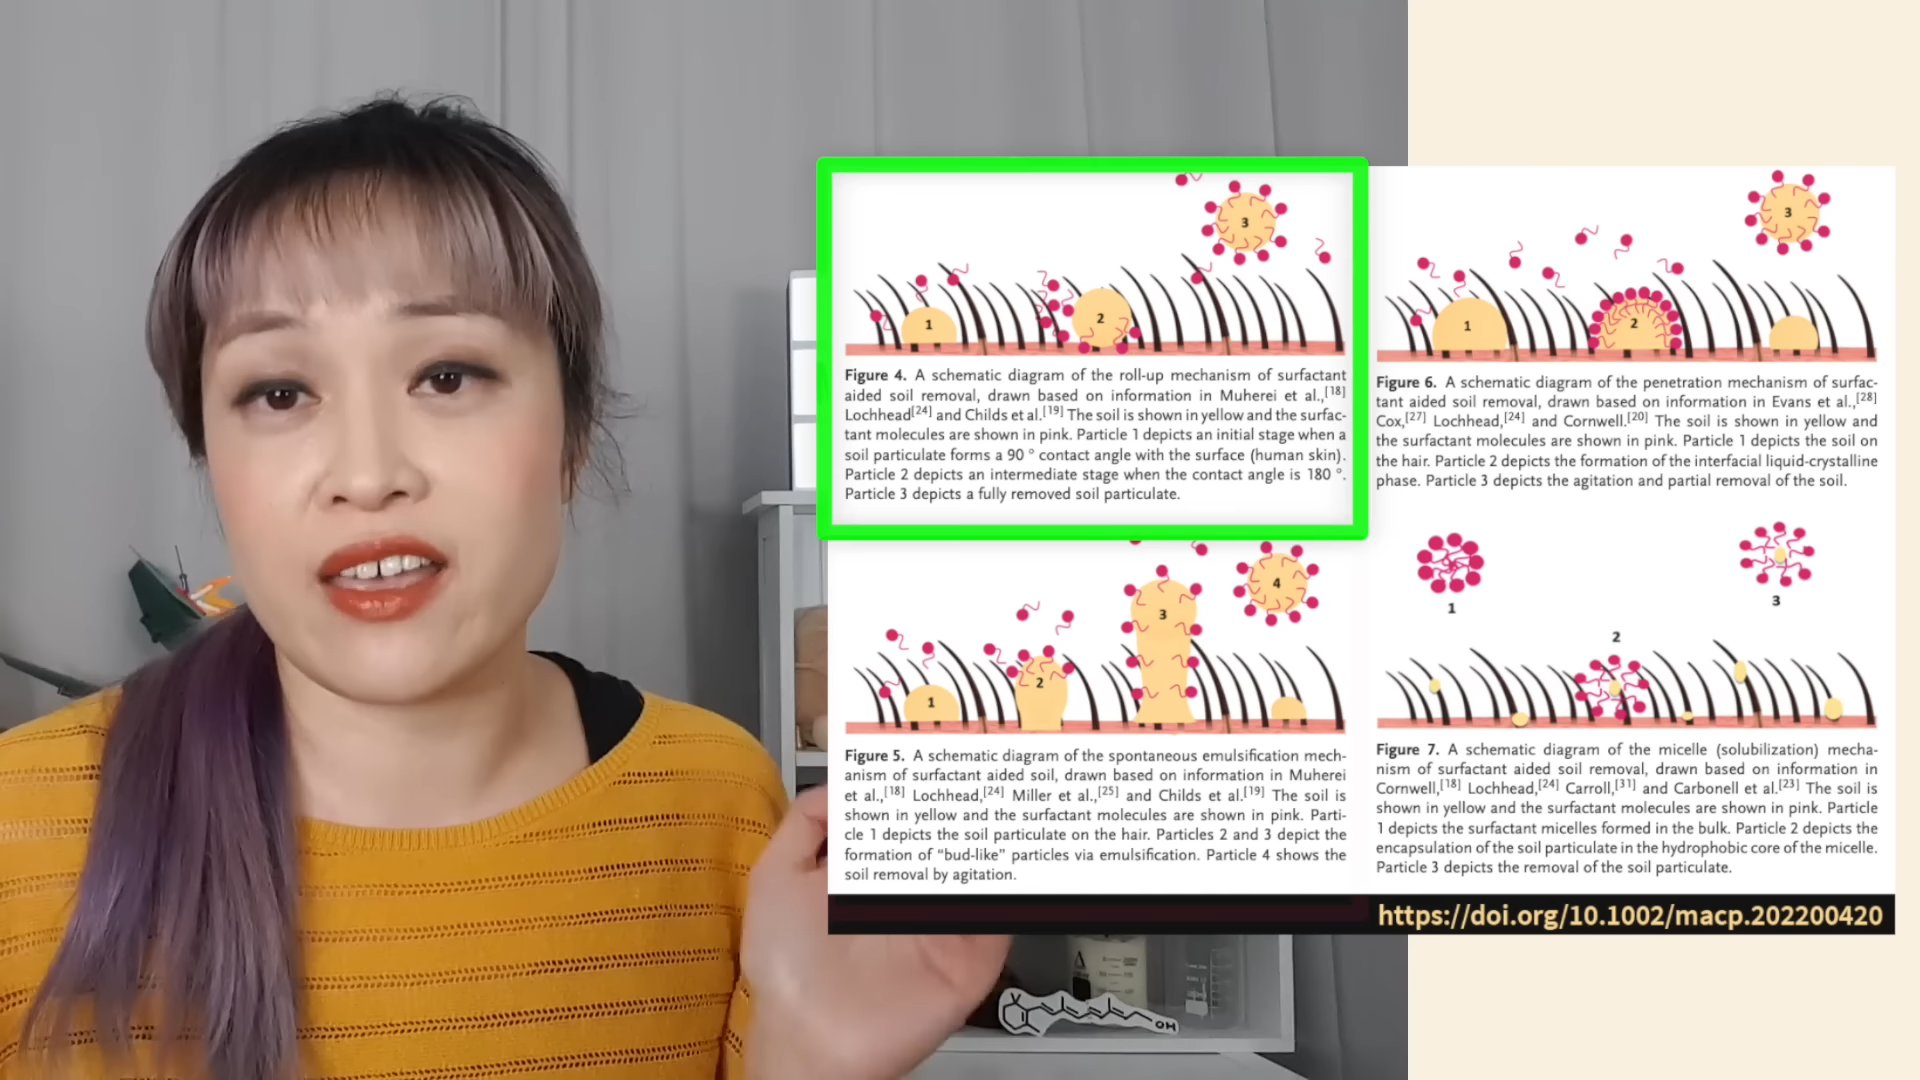 3
1
2
Figure 4. A schematic diagram of the roll-up mechanism of surfactant
aided soil removal, drawn based on information in Muherei et al.,[18]
Lochhead[24] and Childs et al.[19] The soil is shown in yellow and the surfac-
tant molecules are shown in pink. Particle 1 depicts an initial stage when a
soil particulate forms a 90 ° contact angle with the surface (human skin).
Particle 2 depicts an intermediate stage when the contact angle is 180 °.
Particle 3 depicts a fully removed soil particulate.
4
3
2
1
Figure 5. A schematic diagram of the spontaneous emulsification mech-
anism of surfactant aided soil, drawn based on information in Muherei
et al.,[18] Lochhead,[24] Miller et al.,[25] and Childs et al.[19] The soil is
shown in yellow and the surfactant molecules are shown in pink. Parti-
cle 1 depicts the soil particulate on the hair. Particles 2 and 3 depict the
formation of “bud-like” particles via emulsification. Particle 4 shows the
soil removal by agitation.
3
1
2
Figure 6. A schematic diagram of the penetration mechanism of surfac-
tant aided soil removal, drawn based on information in Evans et al.,[28]
Cox,[27] Lochhead,[24] and Cornwell.[20] The soil is shown in yellow and
the surfactant molecules are shown in pink. Particle 1 depicts the soil on
the hair. Particle 2 depicts the formation of the interfacial liquid-crystalline
phase. Particle 3 depicts the agitation and partial removal of the soil.
1
3
2
Figure 7. A schematic diagram of the micelle (solubilization) mecha-
nism of surfactant aided soil removal, drawn based on information in
Cornwell,[18] Lochhead,[24] Carroll,[31] and Carbonell et al.[23] The soil is
shown in yellow and the surfactant molecules are shown in pink. Particle
1 depicts the surfactant micelles formed in the bulk. Particle 2 depicts the
encapsulation of the soil particulate in the hydrophobic core of the micelle.
Particle 3 depicts the removal of the soil particulate.
https://doi.org/10.1002/macp.202200420
OH